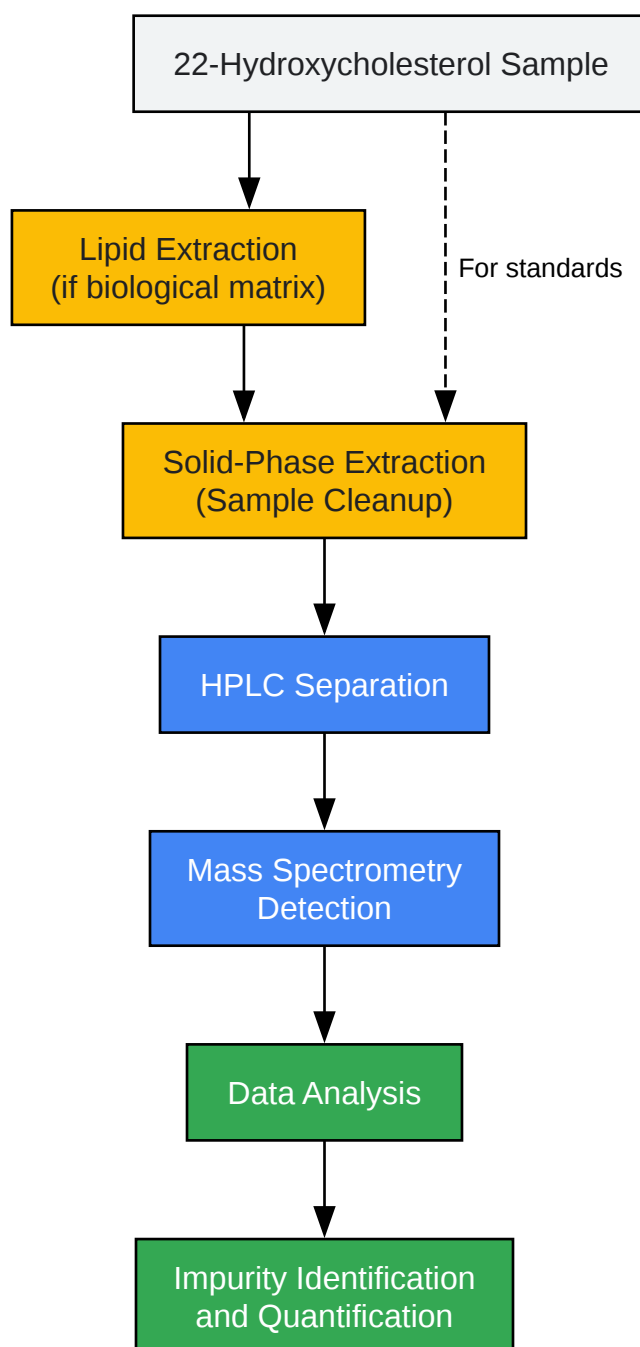 22-Hydroxycholesterol Sample
Lipid Extraction
(if biological matrix)
For standards
Solid-Phase Extraction
(Sample Cleanup)
HPLC Separation
Mass Spectrometry
Detection
Data Analysis
Impurity Identification
and Quantification